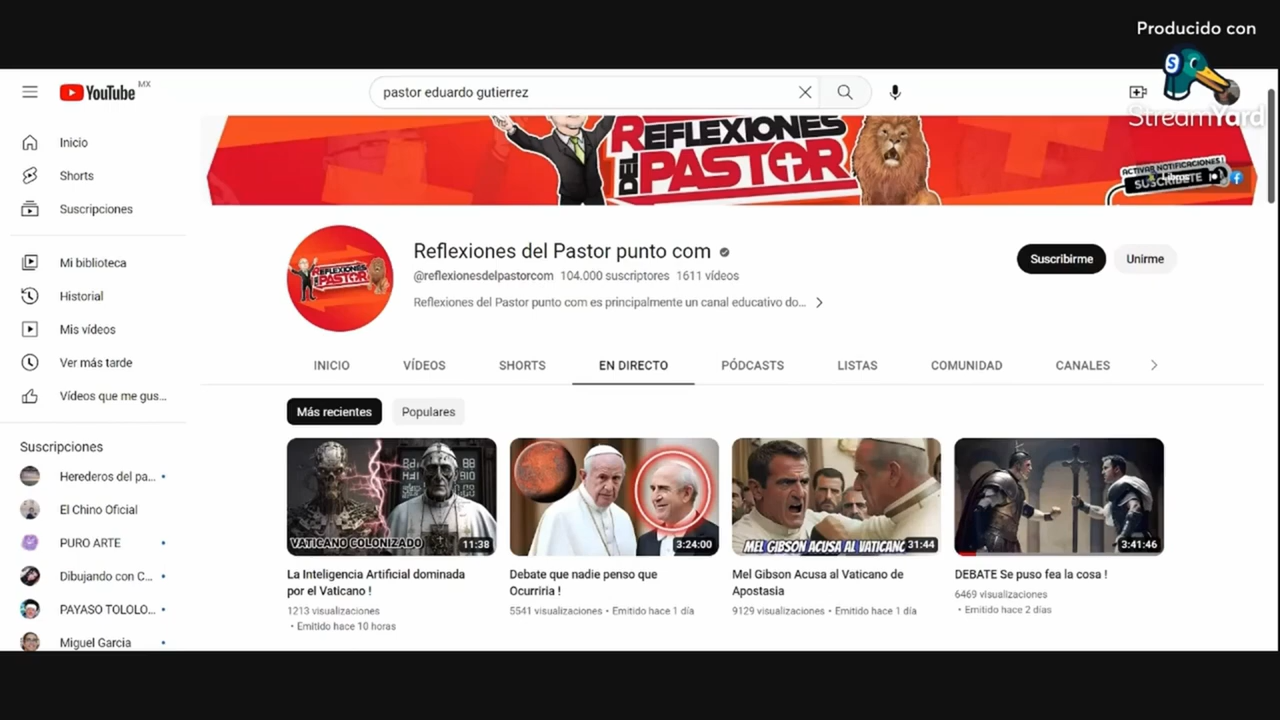 Producido con
StreamYard
YouTube MX
pastor eduardo gutierrez
Inicio
Shorts
Suscripciones
Mi biblioteca
Historial
Mis vídeos
Ver más tarde
Vídeos que me gus...
Suscripciones
Herederos del pa...
El Chino Oficial
PURO ARTE
Dibujando con C...
PAYASO TOLOLO...
Miguel Garcia
REFLEXIONES
DEL PASTOR
ACTIVAR NOTIFICACIONES!
SUSCRIBETE
REFLEXIONES
DEL PASTOR
Reflexiones del Pastor punto com
@reflexionesdelpastorcom 104.000 suscriptores 1611 vídeos
Reflexiones del Pastor punto com es principalmente un canal educativo do...
Suscribirme
Unirme
INICIO VÍDEOS SHORTS EN DIRECTO PÓDCASTS LISTAS COMUNIDAD CANALES
Más recientes Populares
VATICANO COLONIZADO 11:38
La Inteligencia Artificial dominada
por el Vaticano !
1213 visualizaciones
• Emitido hace 10 horas
3:24:00
Debate que nadie penso que
Ocurriria !
5541 visualizaciones • Emitido hace 1 día
MEL GIBSON ACUSA AL VATICANO 31:44
Mel Gibson Acusa al Vaticano de
Apostasia
9129 visualizaciones • Emitido hace 1 día
3:41:46
DEBATE Se puso fea la cosa !
6469 visualizaciones
• Emitido hace 2 días